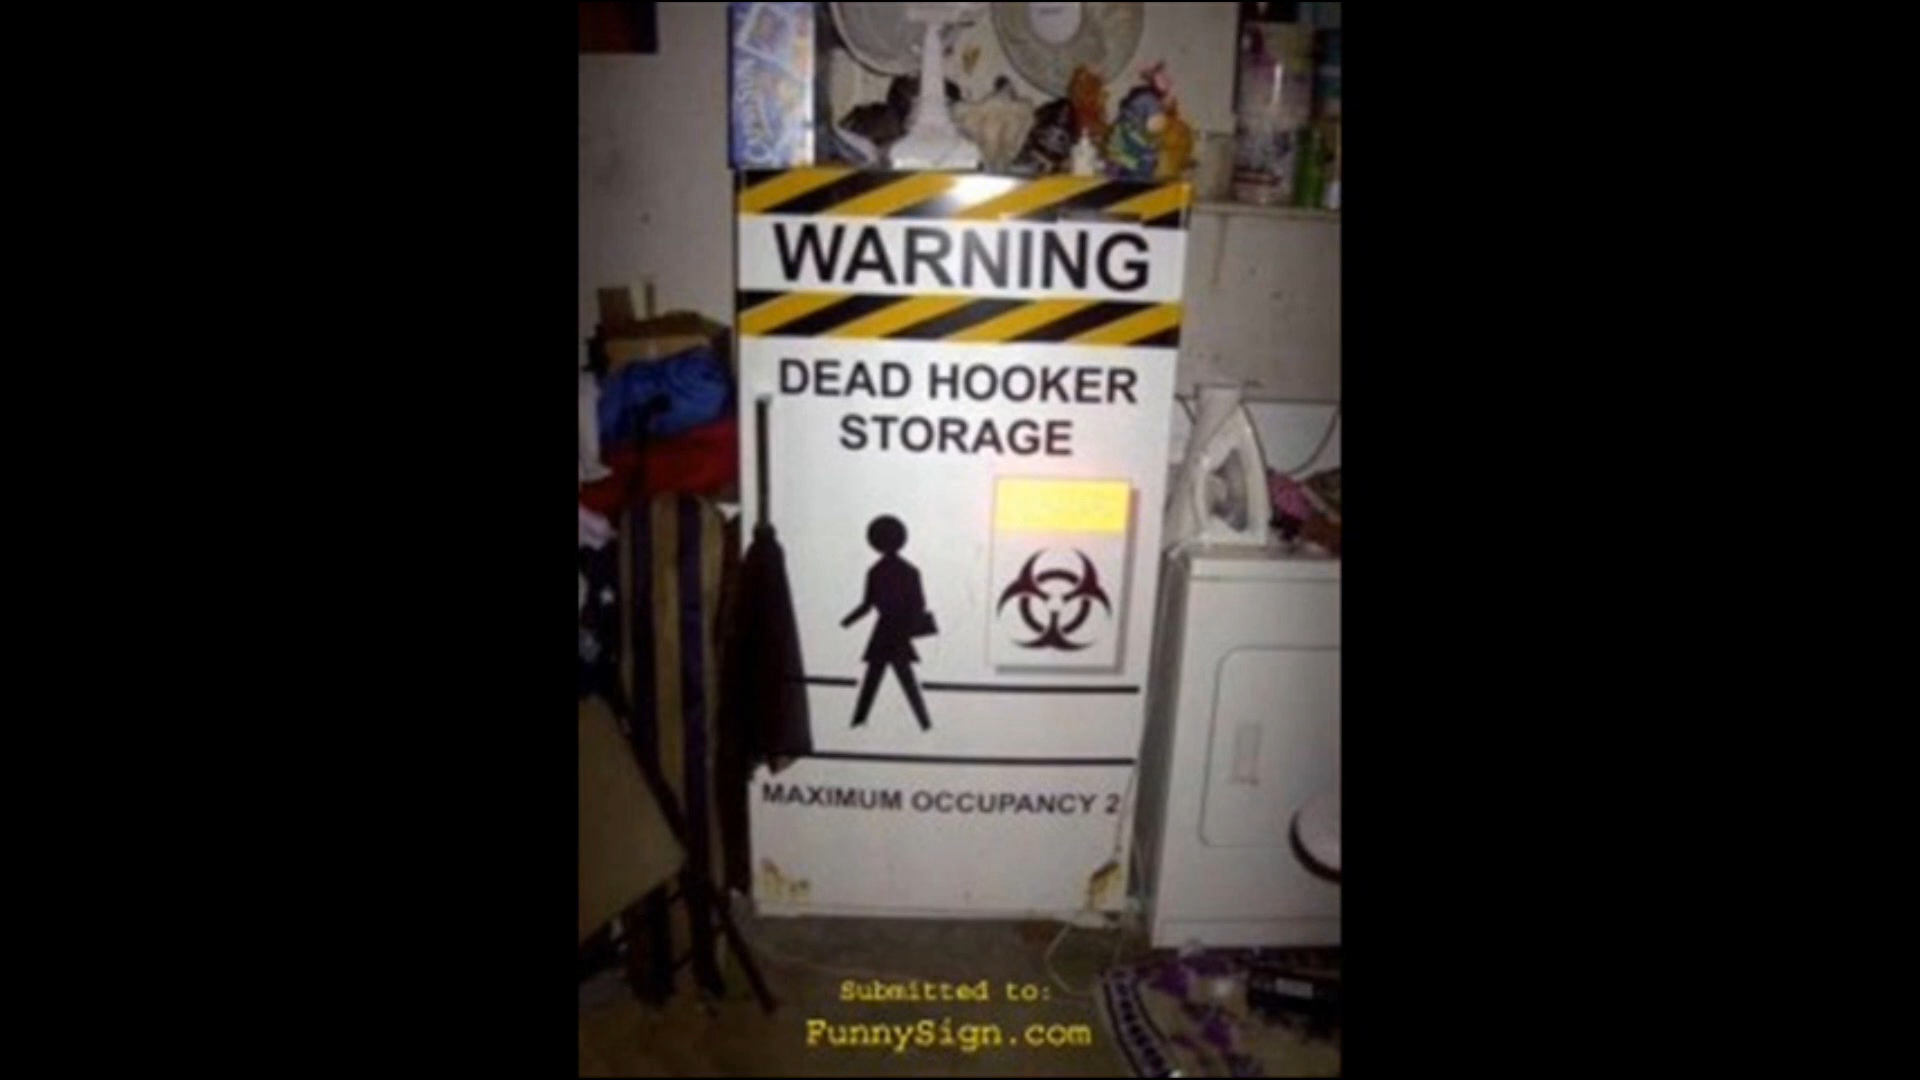 WARNING
DEAD HOOKER
STORAGE
MAXIMUM OCCUPANCY 2
Submitted to:
FunnySign.com